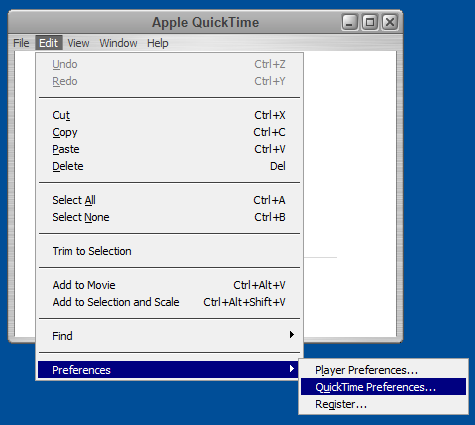 Apple QuickTime
File Edit View Window Help
Undo Ctrl+Z
Redo Ctrl+Y
Cut Ctrl+X
Copy Ctrl+C
Paste Ctrl+V
Delete Del
Select All Ctrl+A
Select None Ctrl+B
Trim to Selection
Add to Movie Ctrl+Alt+V
Add to Selection and Scale Ctrl+Alt+Shift+V
Find
Preferences
Player Preferences...
QuickTime Preferences...
Register...